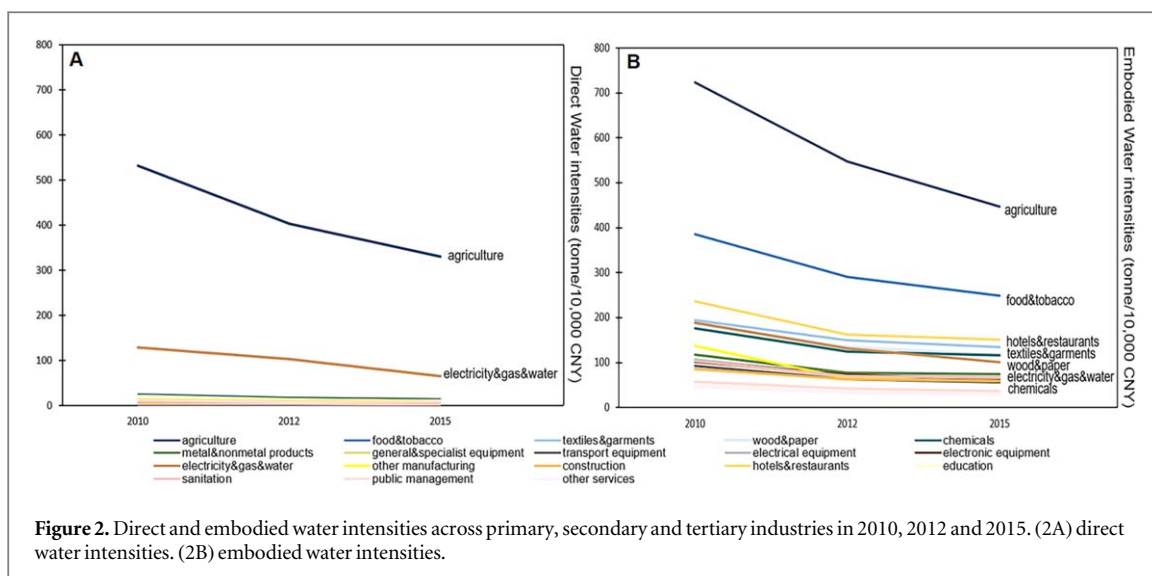 A
800
700
600
500
400
300
200
100
0
2010
2012
2015
agriculture
electricity&gas&water
Direct Water intensities (tonne/10,000 CNY)
B
800
700
600
500
400
300
200
100
0
2010
2012
2015
agriculture
food&tobacco
hotels&restaurants
textiles&garments
wood&paper
electricity&gas&water
chemicals
Embodied Water intensities (tonne/10,000 CNY)
agriculture food&tobacco textiles&garments wood&paper chemicals
metal&nonmetal products general&specialist equipment transport equipment electrical equipment electronic equipment
electricity&gas&water other manufacturing construction hotels&restaurants education
sanitation public management other services
Figure 2. Direct and embodied water intensities across primary, secondary and tertiary industries in 2010, 2012 and 2015. (2A) direct
water intensities. (2B) embodied water intensities.